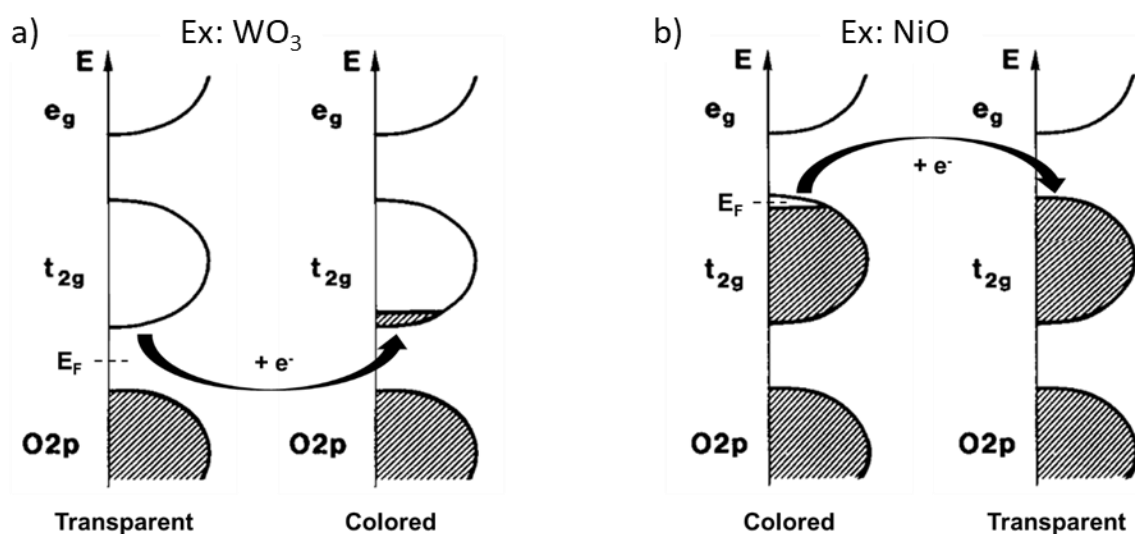 a) Ex: WO3
E
eg
t2g
EF
O2p
Transparent
E
eg
t2g
+ e-
O2p
Colored
b) Ex: NiO
E
eg
EF
t2g
O2p
Colored
E
eg
+ e-
t2g
O2p
Transparent